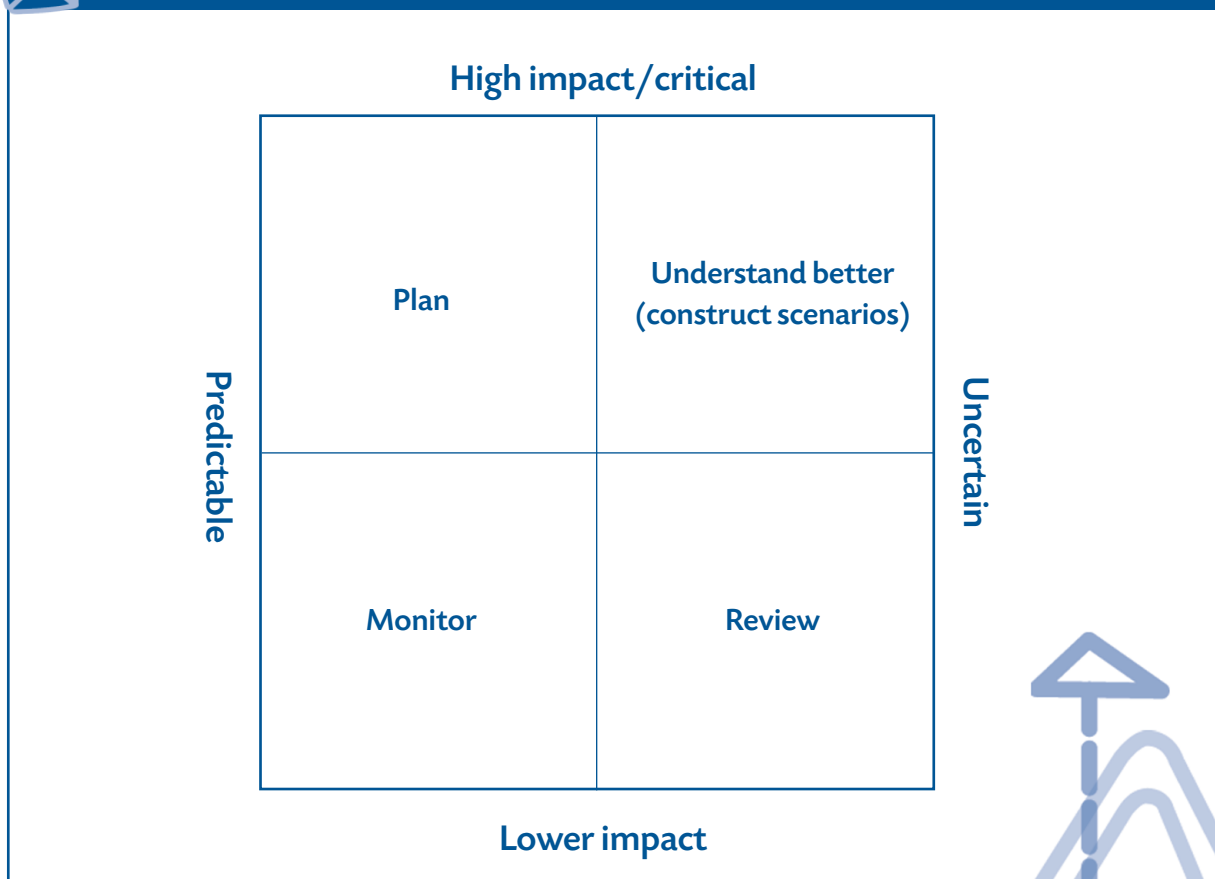 High impact/critical
Plan
Understand better
(construct scenarios)
Predictable
Uncertain
Monitor
Review
Lower impact